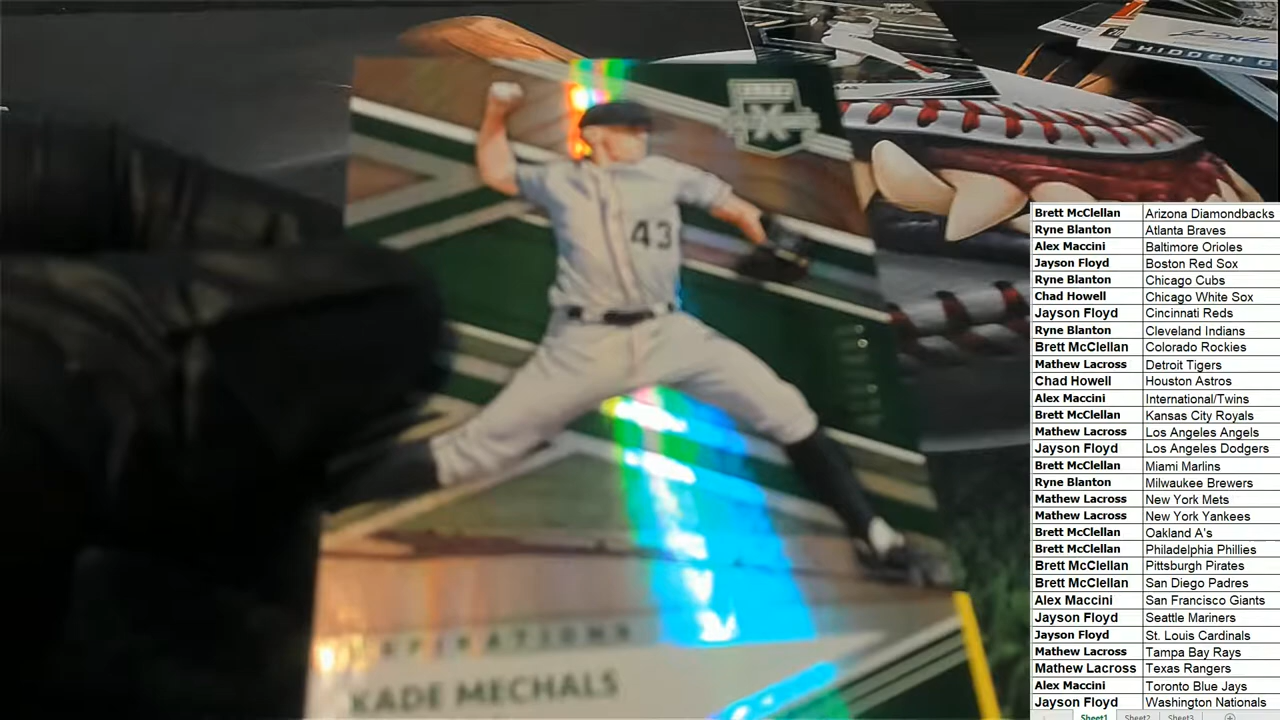 HIDDEN G
43
MECHALS
Brett McClellan Arizona Diamondbacks
Ryne Blanton Atlanta Braves
Alex Maccini Baltimore Orioles
Jayson Floyd Boston Red Sox
Ryne Blanton Chicago Cubs
Chad Howell Chicago White Sox
Jayson Floyd Cincinnati Reds
Ryne Blanton Cleveland Indians
Brett McClellan Colorado Rockies
Mathew Lacross Detroit Tigers
Chad Howell Houston Astros
Alex Maccini International/Twins
Brett McClellan Kansas City Royals
Mathew Lacross Los Angeles Angels
Jayson Floyd Los Angeles Dodgers
Brett McClellan Miami Marlins
Ryne Blanton Milwaukee Brewers
Mathew Lacross New York Mets
Mathew Lacross New York Yankees
Brett McClellan Oakland A's
Brett McClellan Philadelphia Phillies
Brett McClellan Pittsburgh Pirates
Brett McClellan San Diego Padres
Alex Maccini San Francisco Giants
Jayson Floyd Seattle Mariners
Jayson Floyd St. Louis Cardinals
Mathew Lacross Tampa Bay Rays
Mathew Lacross Texas Rangers
Alex Maccini Toronto Blue Jays
Jayson Floyd Washington Nationals
Sheet1 Sheet2 Sheet3